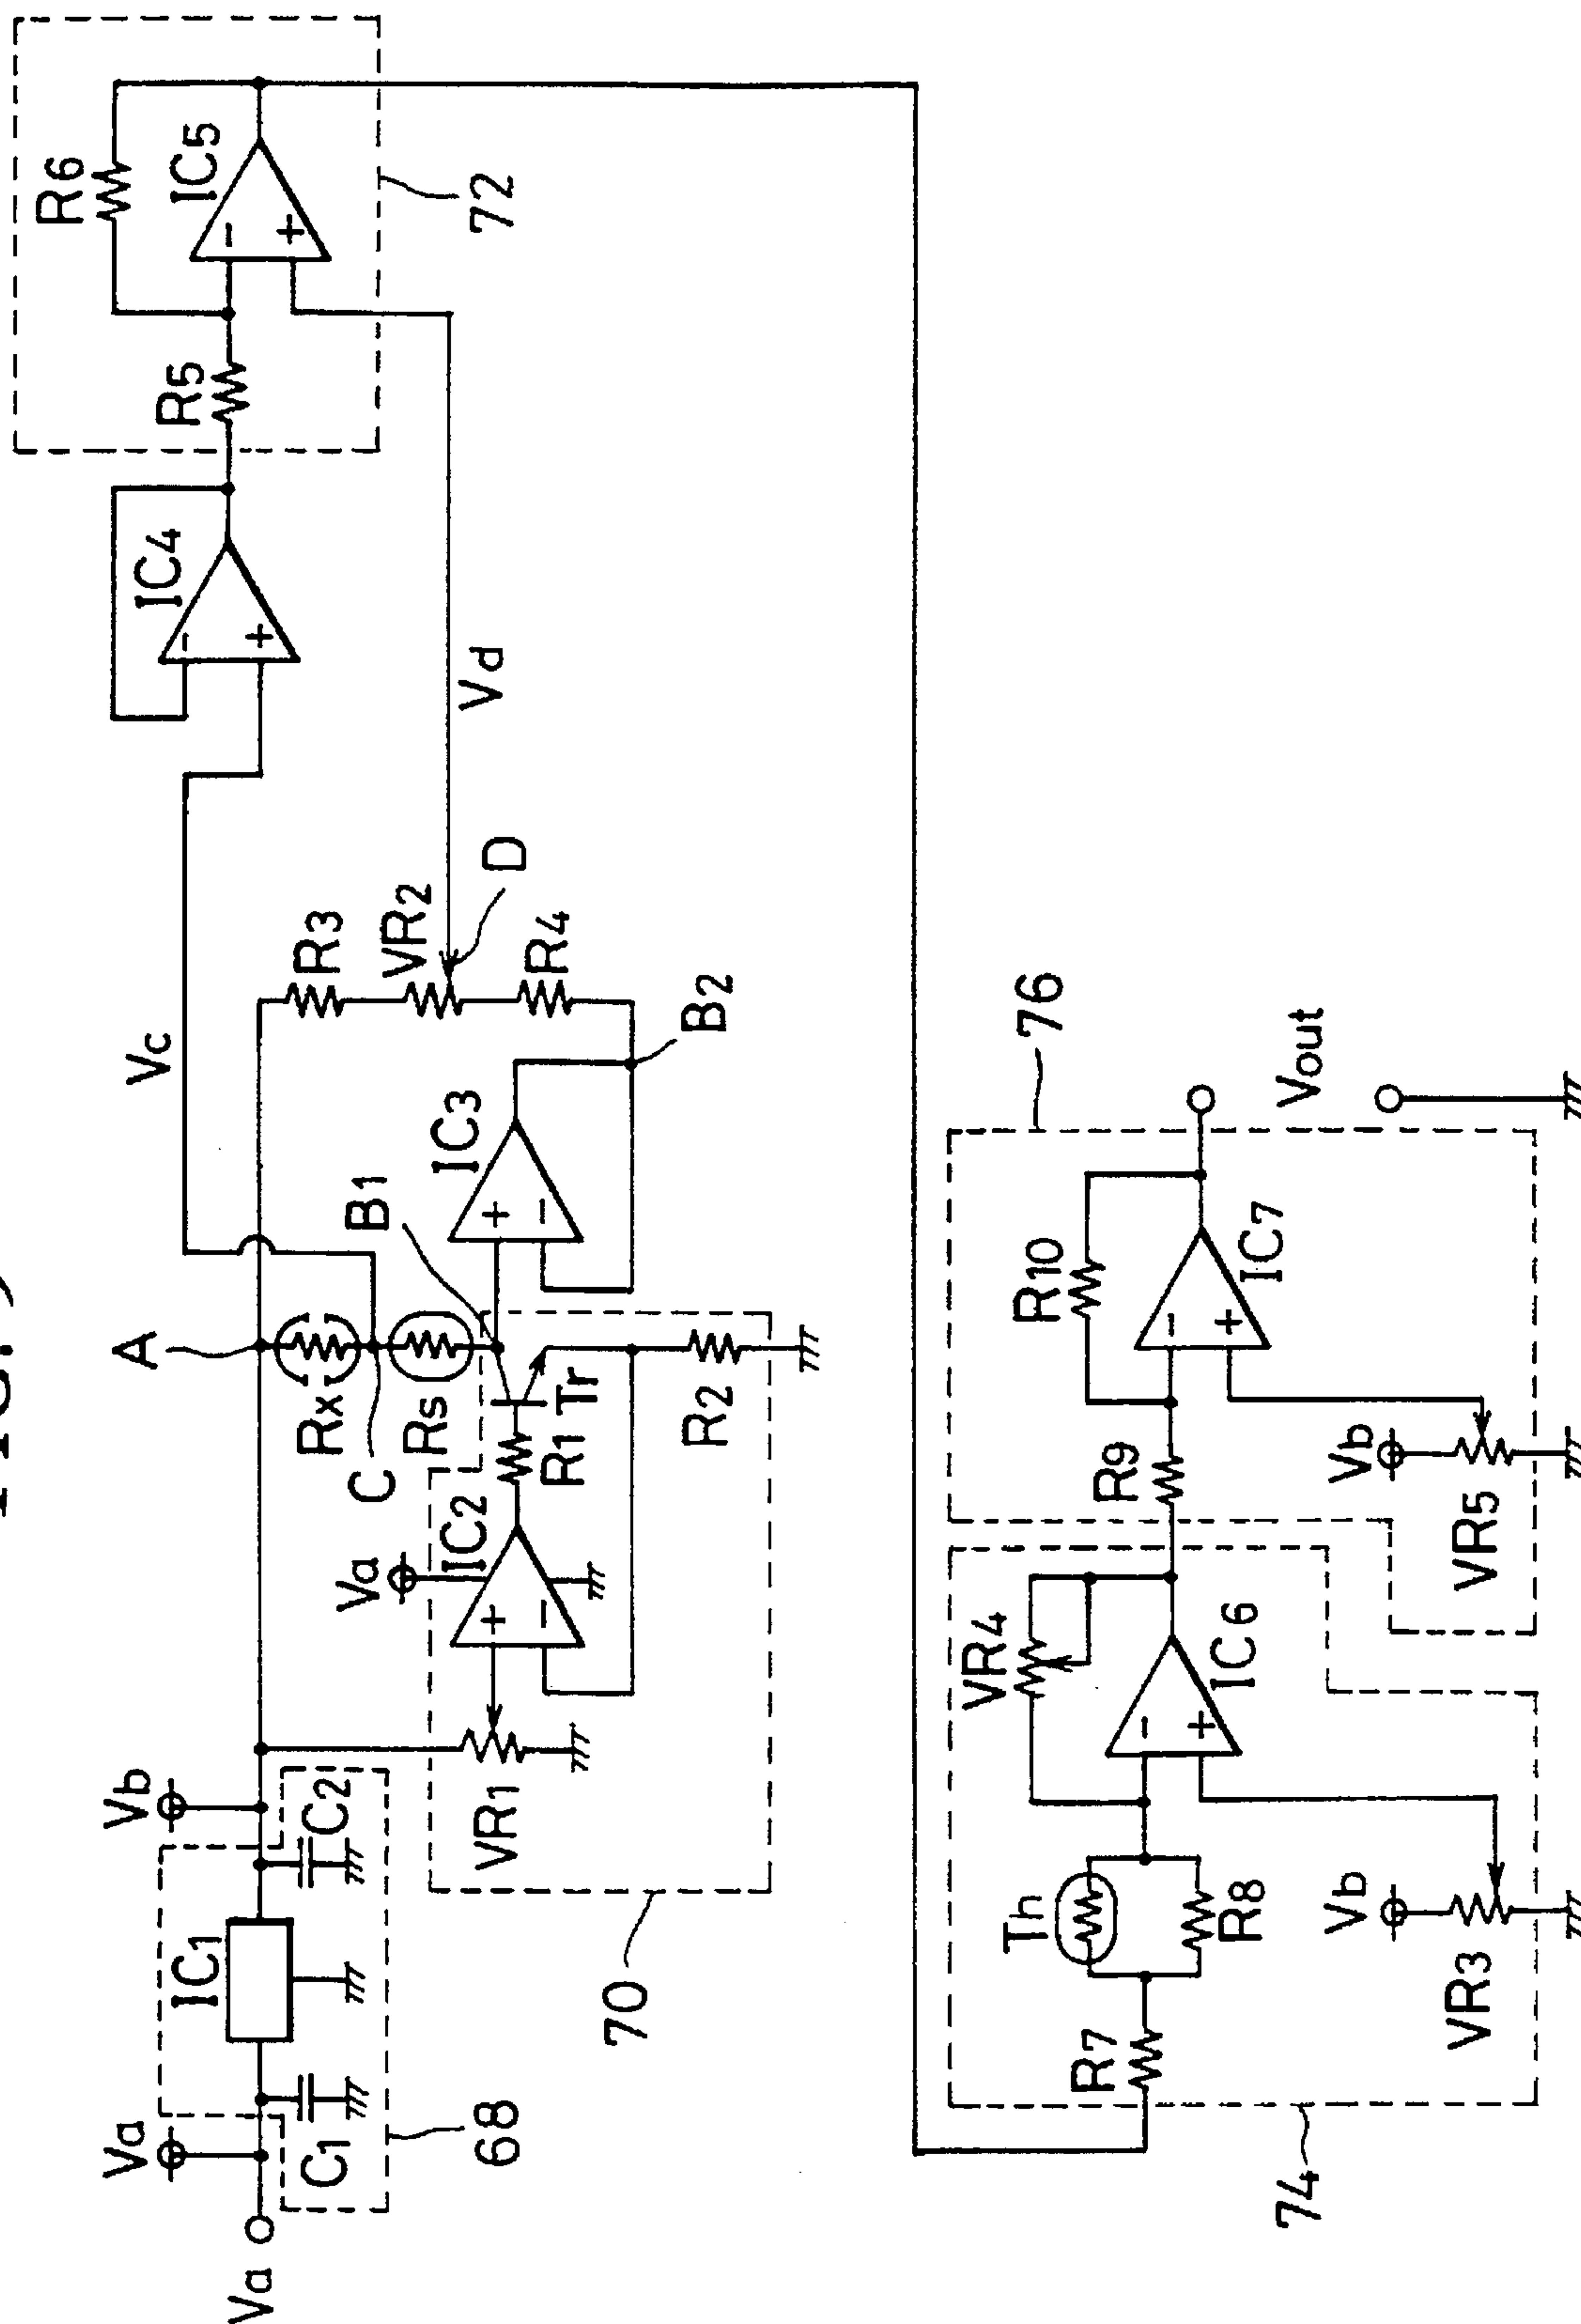 Va
Va
C1
IC1
68
C2
Vb
VR1
70
Va
IC2
+
−
R1
Tr
R2
A
Rx
C
Rs
B1
IC3
+
−
B2
Vc
R3
VR2
R4
D
Vd
IC4
−
+
R5
R6
IC5
−
+
72
R7
Th
R8
74
VR3
Vb
VR4
IC6
−
+
R9
R10
IC7
−
+
VR5
Vb
76
Vout